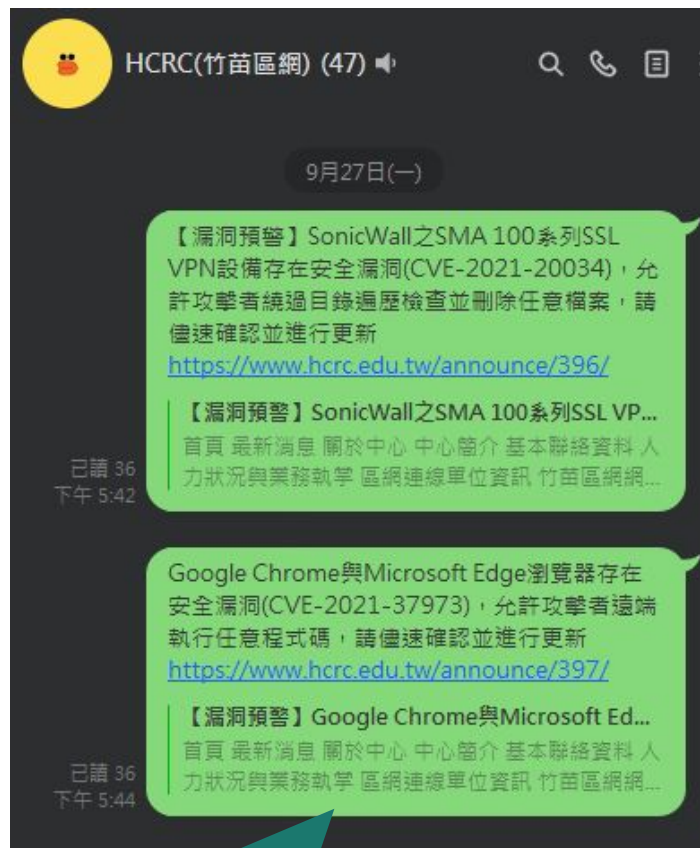 HCRC(竹苗區網) (47)
9月27日(一)
【漏洞預警】SonicWall之SMA 100系列SSL
VPN設備存在安全漏洞(CVE-2021-20034)，允
許攻擊者繞過目錄遍歷檢查並刪除任意檔案，請
儘速確認並進行更新
https://www.hcrc.edu.tw/announce/396/
【漏洞預警】SonicWall之SMA 100系列SSL VP...
首頁 最新消息 關於中心 中心簡介 基本聯絡資料 人
力狀況與業務執掌 區網連線單位資訊 竹苗區網網...
已讀 36
下午 5:42
Google Chrome與Microsoft Edge瀏覽器存在
安全漏洞(CVE-2021-37973)，允許攻擊者遠端
執行任意程式碼，請儘速確認並進行更新
https://www.hcrc.edu.tw/announce/397/
【漏洞預警】Google Chrome與Microsoft Ed...
首頁 最新消息 關於中心 中心簡介 基本聯絡資料 人
力狀況與業務執掌 區網連線單位資訊 竹苗區網網...
已讀 36
下午 5:44